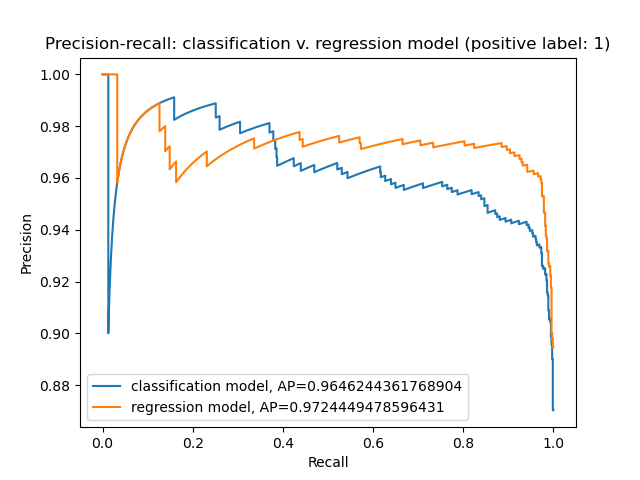 Precision-recall: classification v. regression model (positive label: 1)
1.00
0.98
0.96
0.94
0.92
0.90
0.88
Precision
classification model, AP=0.9646244361768904
regression model, AP=0.9724449478596431
0.0 0.2 0.4 0.6 0.8 1.0
Recall